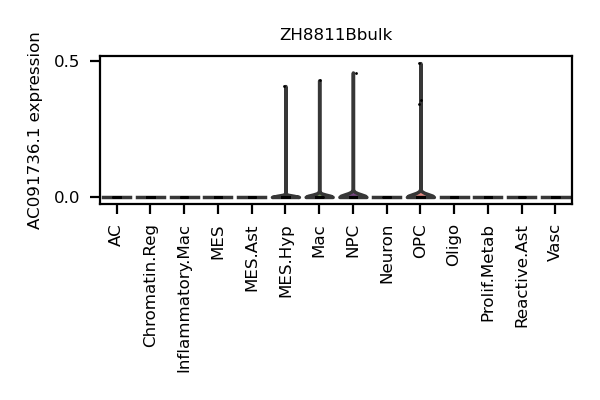 ZH8811Bbulk
AC091736.1 expression
0.5
0.0
AC
Chromatin.Reg
Inflammatory.Mac
MES
MES.Ast
MES.Hyp
Mac
NPC
Neuron
OPC
Oligo
Prolif.Metab
Reactive.Ast
Vasc